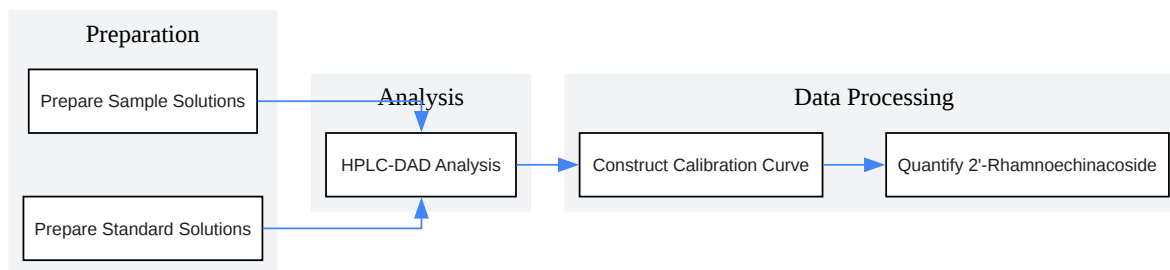 Preparation
Prepare Sample Solutions
Prepare Standard Solutions
Analysis
HPLC-DAD Analysis
Data Processing
Construct Calibration Curve
Quantify 2'-Rhamnoechinacoside